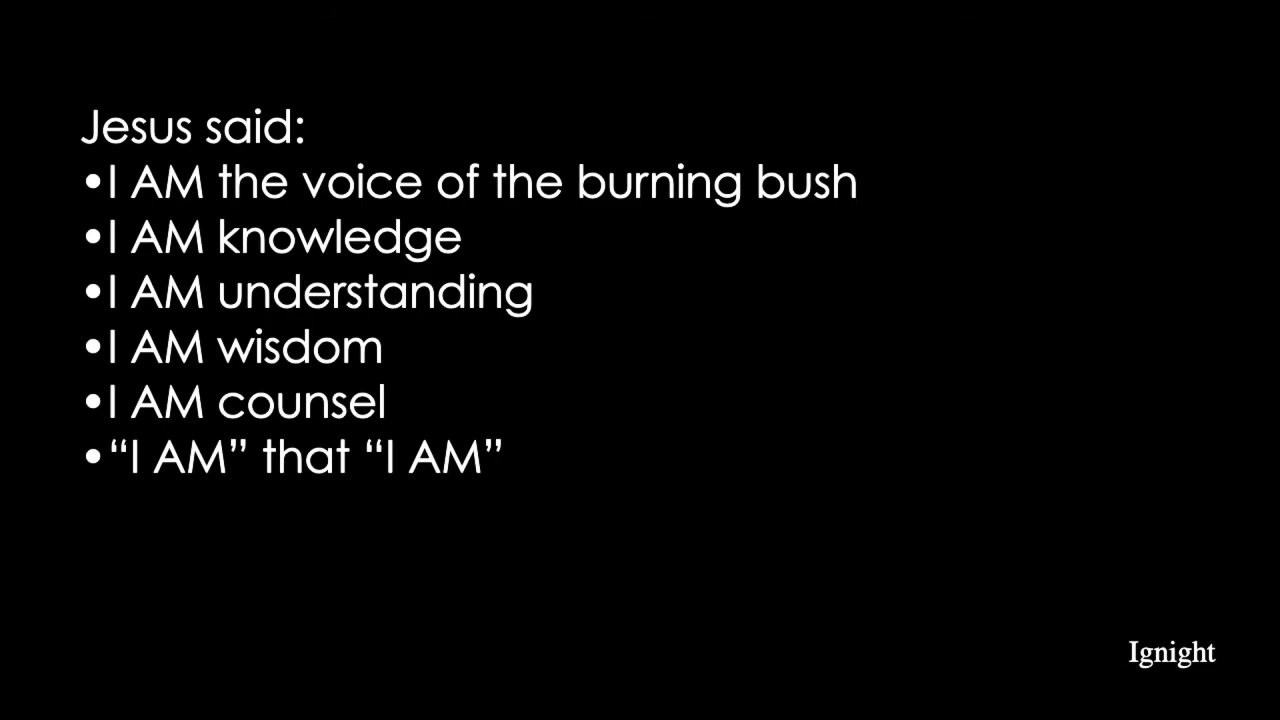 Jesus said:
•I AM the voice of the burning bush
•I AM knowledge
•I AM understanding
•I AM wisdom
•I AM counsel
•“I AM” that “I AM”
Ignight